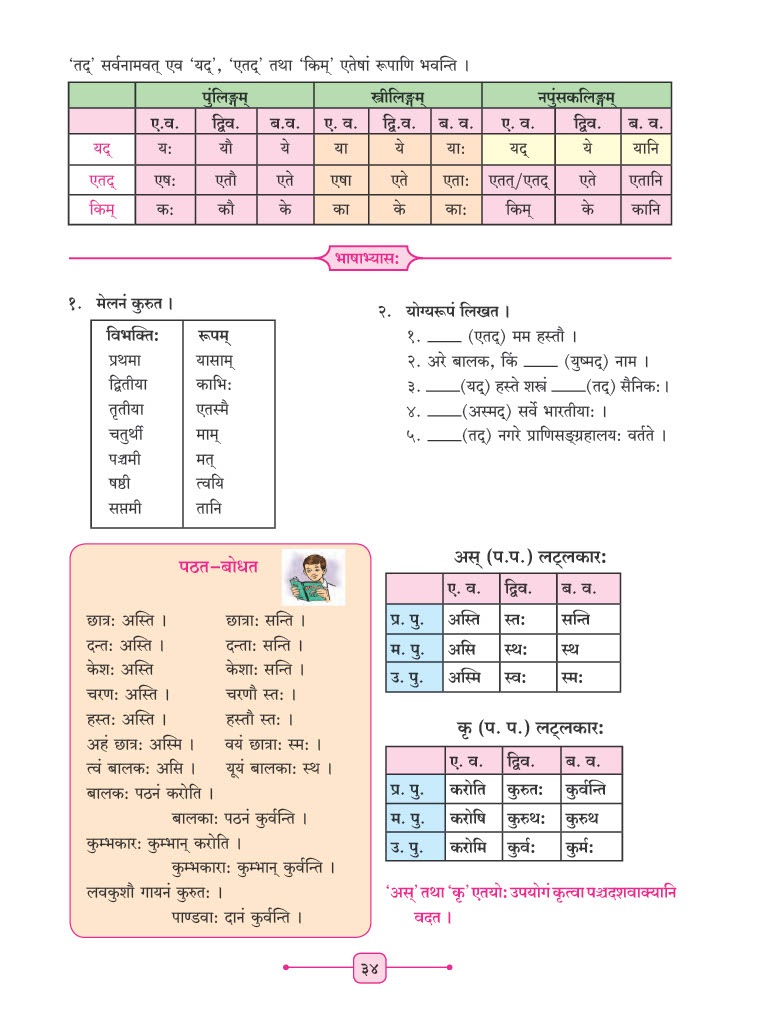 ‘तद्’ सर्वनामवत् एव ‘यद्’, ‘एतद्’ तथा ‘किम्’ एतेषां रूपाणि भवन्ति ।
पुंलिङ्गम् स्त्रीलिङ्गम् नपुंसकलिङ्गम्
ए.व. द्विव. ब.व. ए. व. द्वि.व. ब. व. ए. व. द्विव. ब. व.
यद् यः यौ ये या ये याः यद् ये यानि
एतद् एषः एतौ एते एषा एते एताः एतत्/एतद् एते एतानि
किम् कः कौ के का के काः किम् के कानि
भाषाभ्यासः
१. मेलनं कुरुत ।
विभक्तिः रूपम्
प्रथमा यासाम्
द्वितीया काभिः
तृतीया एतस्मै
चतुर्थी माम्
पञ्चमी मत्
षष्ठी त्वयि
सप्तमी तानि
२. योग्यरूपं लिखत ।
१. ____ (एतद्) मम हस्तौ ।
२. अरे बालक, किं ____ (युष्मद्) नाम ।
३. ____(यद्) हस्ते शस्त्रं ____(तद्) सैनिकः।
४. ____(अस्मद्) सर्वे भारतीयाः ।
५. ____(तद्) नगरे प्राणिसङ्ग्रहालयः वर्तते ।
पठत-बोधत
छात्रः अस्ति । छात्राः सन्ति ।
दन्तः अस्ति । दन्ताः सन्ति ।
केशः अस्ति केशाः सन्ति ।
चरणः अस्ति । चरणौ स्तः ।
हस्तः अस्ति । हस्तौ स्तः ।
अहं छात्रः अस्मि । वयं छात्राः स्मः ।
त्वं बालकः असि । यूयं बालकाः स्थ ।
बालकः पठनं करोति ।
बालकाः पठनं कुर्वन्ति ।
कुम्भकारः कुम्भान् करोति ।
कुम्भकाराः कुम्भान् कुर्वन्ति ।
लवकुशौ गायनं कुरुतः ।
पाण्डवाः दानं कुर्वन्ति ।
अस् (प.प.) लट्लकारः
ए. व. द्विव. ब. व.
प्र. पु. अस्ति स्तः सन्ति
म. पु. असि स्थः स्थ
उ. पु. अस्मि स्वः स्मः
कृ (प. प.) लट्लकारः
ए. व. द्विव. ब. व.
प्र. पु. करोति कुरुतः कुर्वन्ति
म. पु. करोषि कुरुथः कुरुथ
उ. पु. करोमि कुर्वः कुर्मः
‘अस्’ तथा ‘कृ’ एतयोः उपयोगं कृत्वा पञ्चदशवाक्यानि
वदत ।
३४